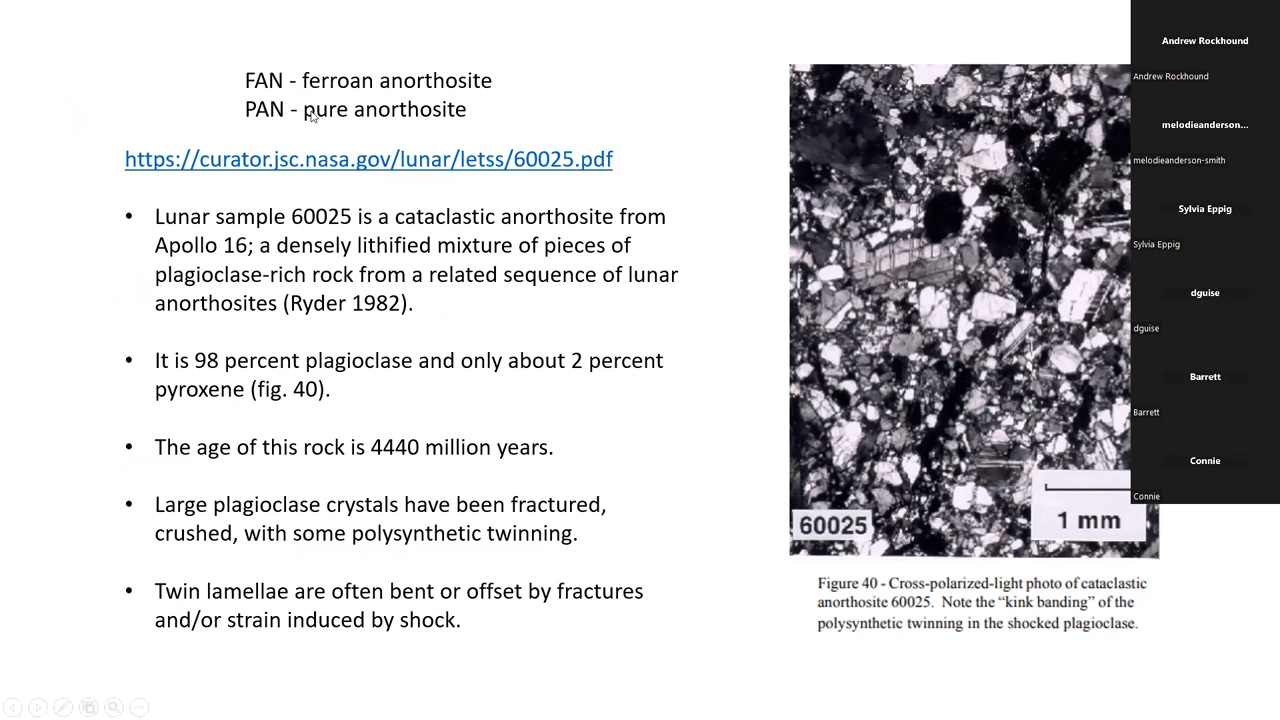 FAN - ferroan anorthosite
PAN - pure anorthosite
https://curator.jsc.nasa.gov/lunar/letss/60025.pdf
• Lunar sample 60025 is a cataclastic anorthosite from
Apollo 16; a densely lithified mixture of pieces of
plagioclase-rich rock from a related sequence of lunar
anorthosites (Ryder 1982).
• It is 98 percent plagioclase and only about 2 percent
pyroxene (fig. 40).
• The age of this rock is 4440 million years.
• Large plagioclase crystals have been fractured,
crushed, with some polysynthetic twinning.
• Twin lamellae are often bent or offset by fractures
and/or strain induced by shock.
60025
1 mm
Figure 40 - Cross-polarized-light photo of cataclastic
anorthosite 60025. Note the “kink banding” of the
polysynthetic twinning in the shocked plagioclase.
Andrew Rockhound
Andrew Rockhound
melodieanderson...
melodieanderson-smith
Sylvia Eppig
Sylvia Eppig
dguise
dguise
Barrett
Barrett
Connie
Connie